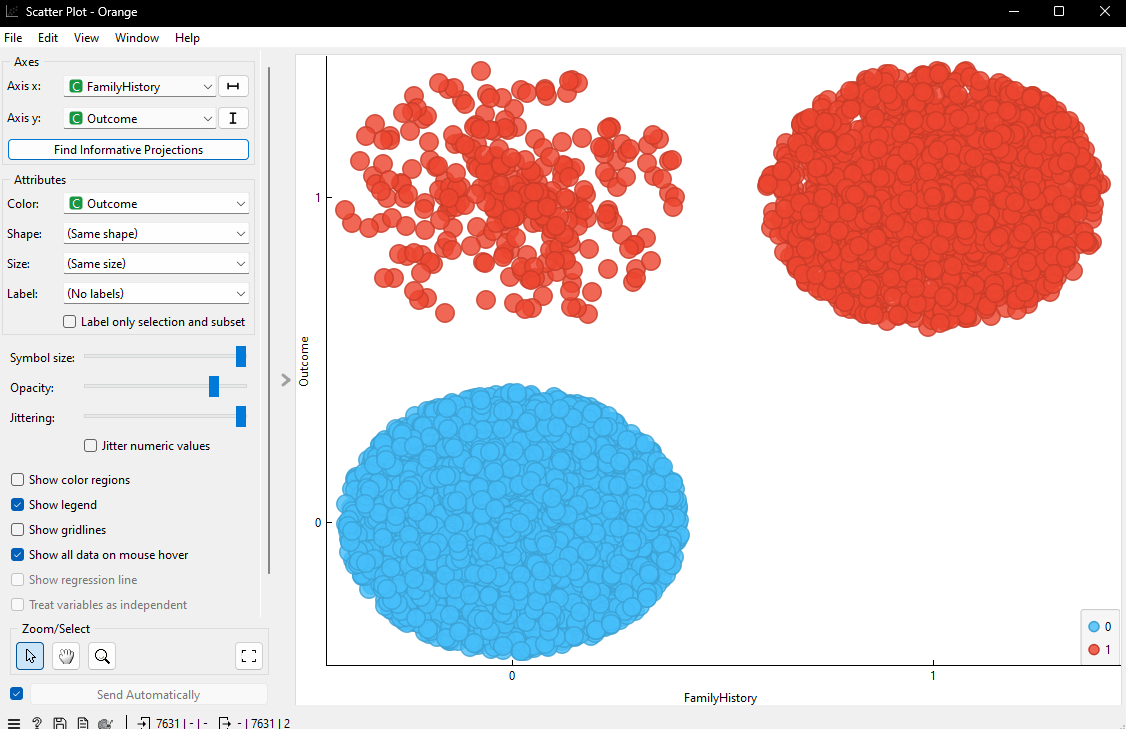 Scatter Plot - Orange
File Edit View Window Help
Axes
Axis x: C FamilyHistory
Axis y: C Outcome
Find Informative Projections
Attributes
Color: C Outcome
Shape: (Same shape)
Size: (Same size)
Label: (No labels)
Label only selection and subset
Symbol size:
Opacity:
Jittering:
Jitter numeric values
Show color regions
Show legend
Show gridlines
Show all data on mouse hover
Show regression line
Treat variables as independent
Zoom/Select
Send Automatically
? 7631 | - | - - | 7631 | 2
Outcome
1
0
0 1
FamilyHistory
0
1